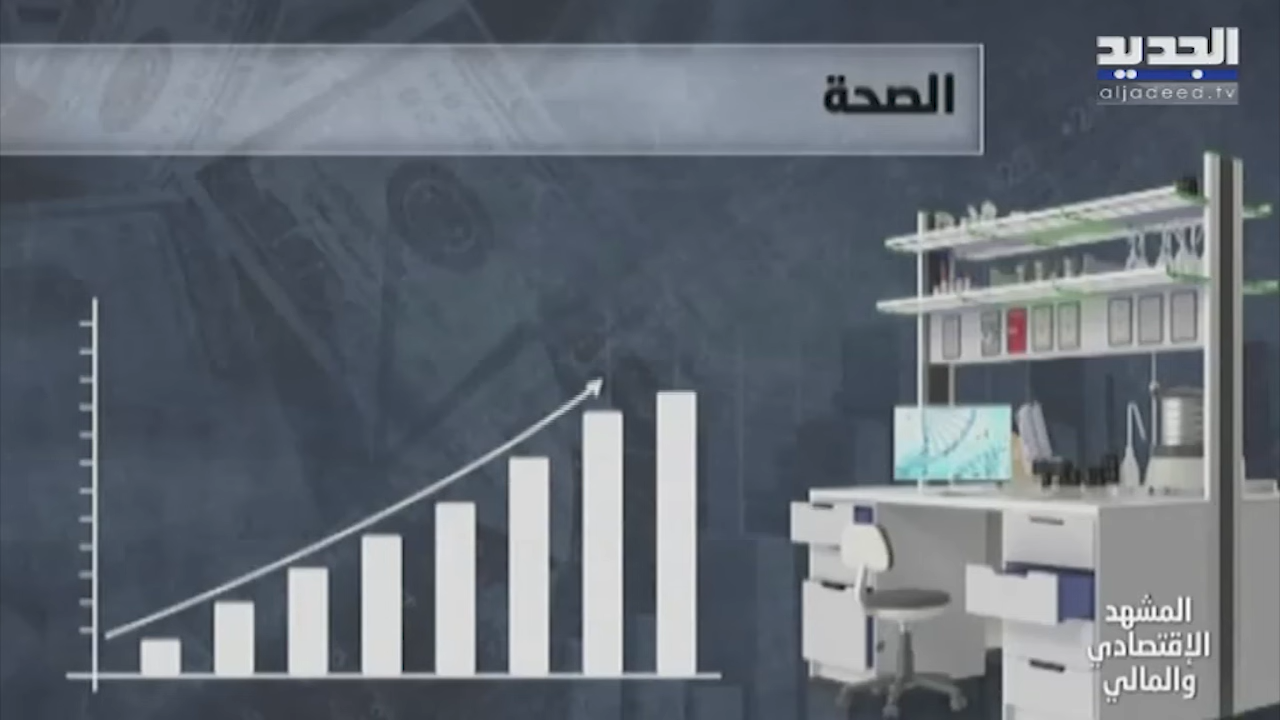 الجديد
aljadeed.tv
الصحة
المشهد
الإقتصادي
والمالي